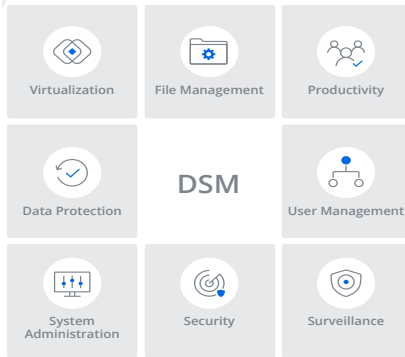 Virtualization
File Management
Productivity
Data Protection
DSM
User Management
System
Administration
Security
Surveillance